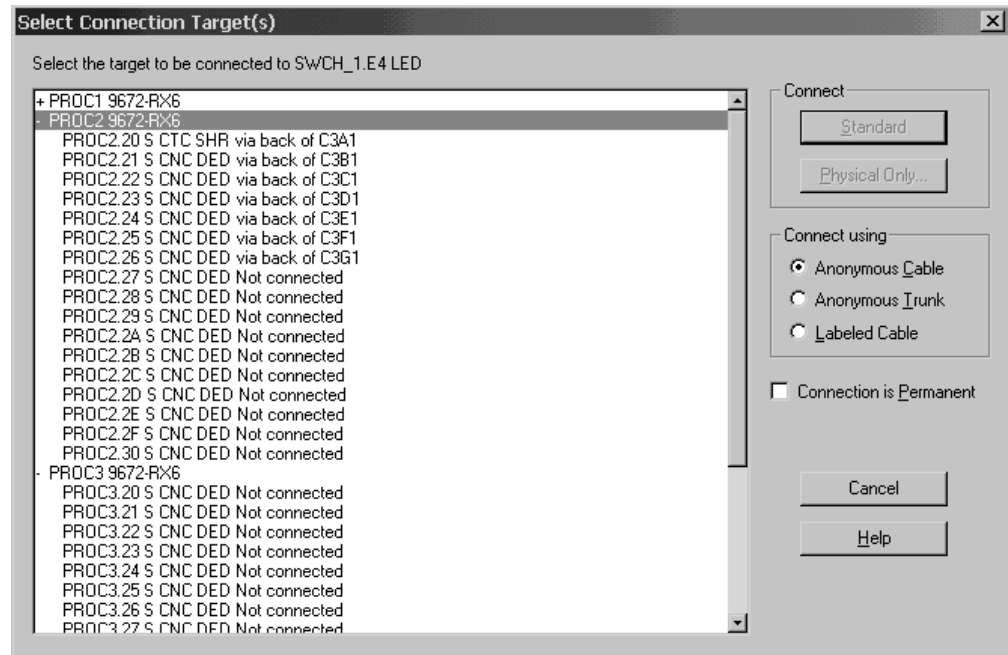 Select Connection Target(s)
Select the target to be connected to SWCH_1.E4 LED
+ PROC1 9672-RX6
- PROC2 9672-RX6
PROC2.20 S CTC SHR via back of C3A1
PROC2.21 S CNC DED via back of C3B1
PROC2.22 S CNC DED via back of C3C1
PROC2.23 S CNC DED via back of C3D1
PROC2.24 S CNC DED via back of C3E1
PROC2.25 S CNC DED via back of C3F1
PROC2.26 S CNC DED via back of C3G1
PROC2.27 S CNC DED Not connected
PROC2.28 S CNC DED Not connected
PROC2.29 S CNC DED Not connected
PROC2.2A S CNC DED Not connected
PROC2.2B S CNC DED Not connected
PROC2.2C S CNC DED Not connected
PROC2.2D S CNC DED Not connected
PROC2.2E S CNC DED Not connected
PROC2.2F S CNC DED Not connected
PROC2.30 S CNC DED Not connected
- PROC3 9672-RX6
PROC3.20 S CNC DED Not connected
PROC3.21 S CNC DED Not connected
PROC3.22 S CNC DED Not connected
PROC3.23 S CNC DED Not connected
PROC3.24 S CNC DED Not connected
PROC3.25 S CNC DED Not connected
PROC3.26 S CNC DED Not connected
PROC3.27 S CNC DED Not connected
Connect
Standard
Physical Only...
Connect using
Anonymous Cable
Anonymous Trunk
Labeled Cable
Connection is Permanent
Cancel
Help